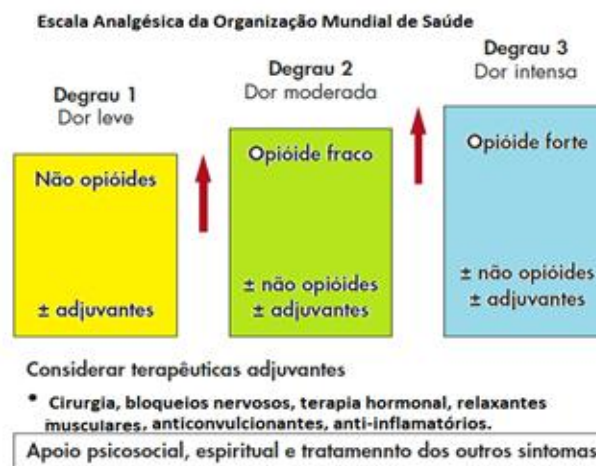 Escala Analgésica da Organização Mundial de Saúde
Degrau 1
Dor leve
Degrau 2
Dor moderada
Degrau 3
Dor intensa
Não opióides
± adjuvantes
Opióide fraco
± não opióides
± adjuvantes
Opióide forte
± não opióides
± adjuvantes
Considerar terapêuticas adjuvantes
• Cirurgia, bloqueios nervosos, terapia hormonal, relaxantes
musculares, anticonvulcionantes, anti-inflamatórios.
Apoio psicosocial, espiritual e tratamennto dos outros sintomas